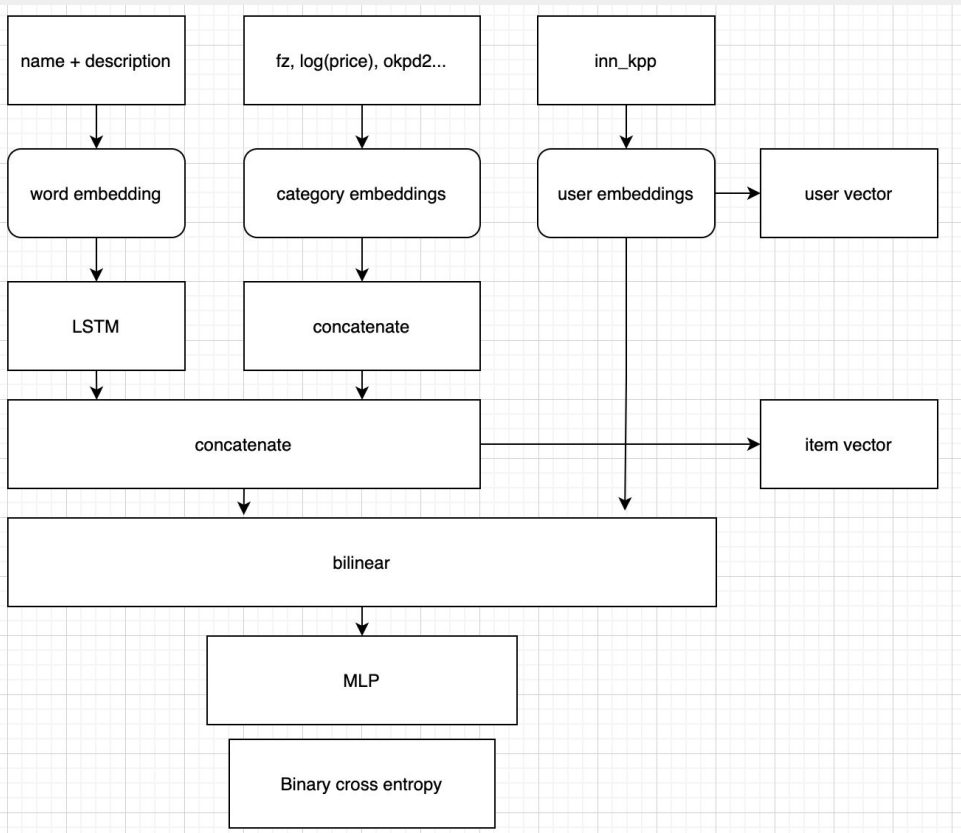 name + description
fz, log(price), okpd2...
inn_kpp
word embedding
category embeddings
user embeddings
user vector
LSTM
concatenate
concatenate
item vector
bilinear
MLP
Binary cross entropy